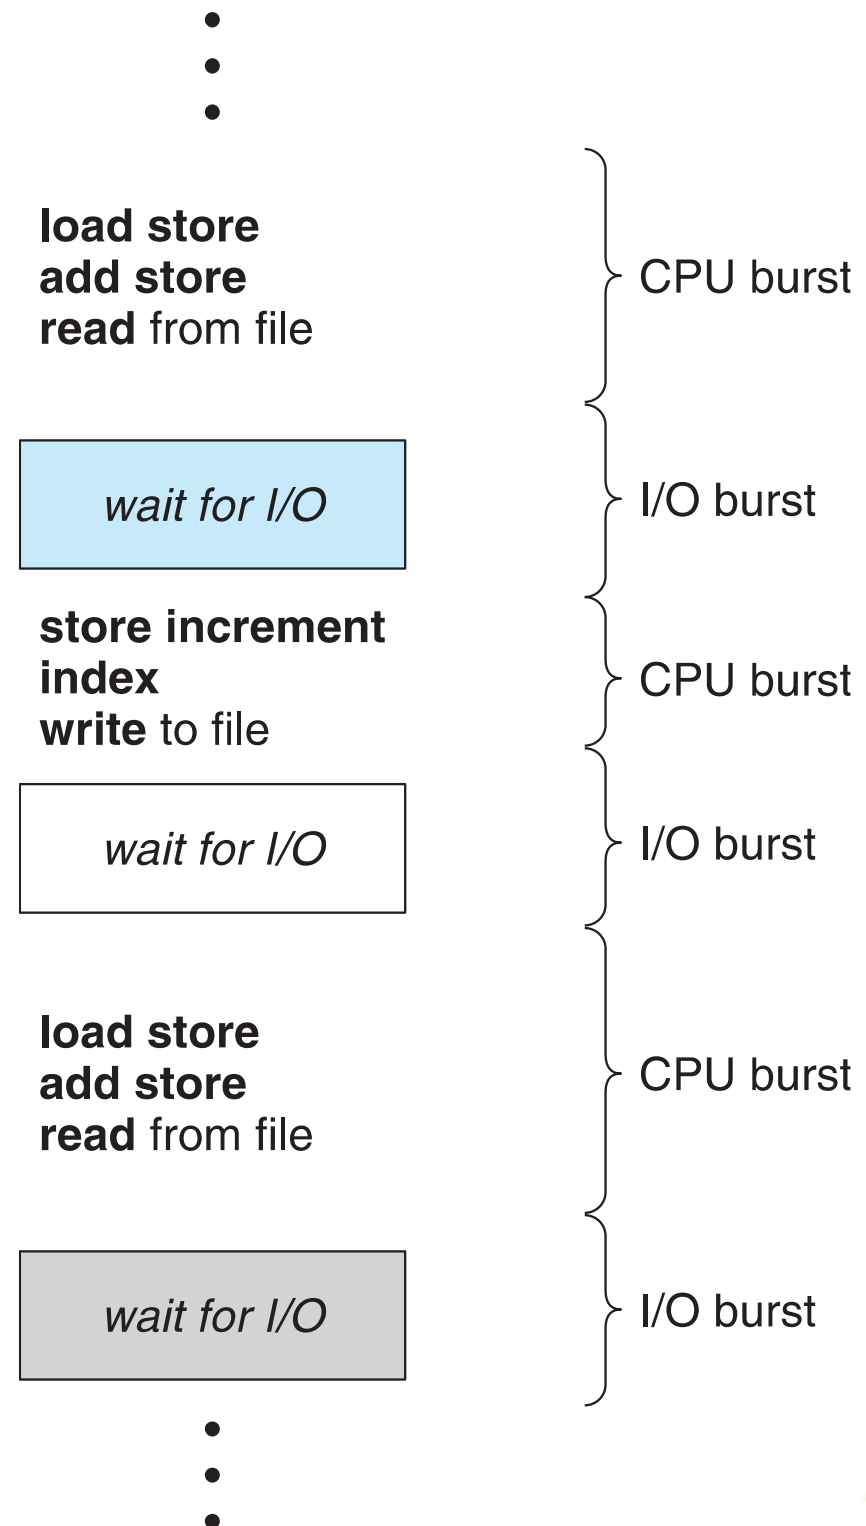 load store
add store
read from file
CPU burst
wait for I/O
I/O burst
store increment
index
write to file
CPU burst
wait for I/O
I/O burst
load store
add store
read from file
CPU burst
wait for I/O
I/O burst